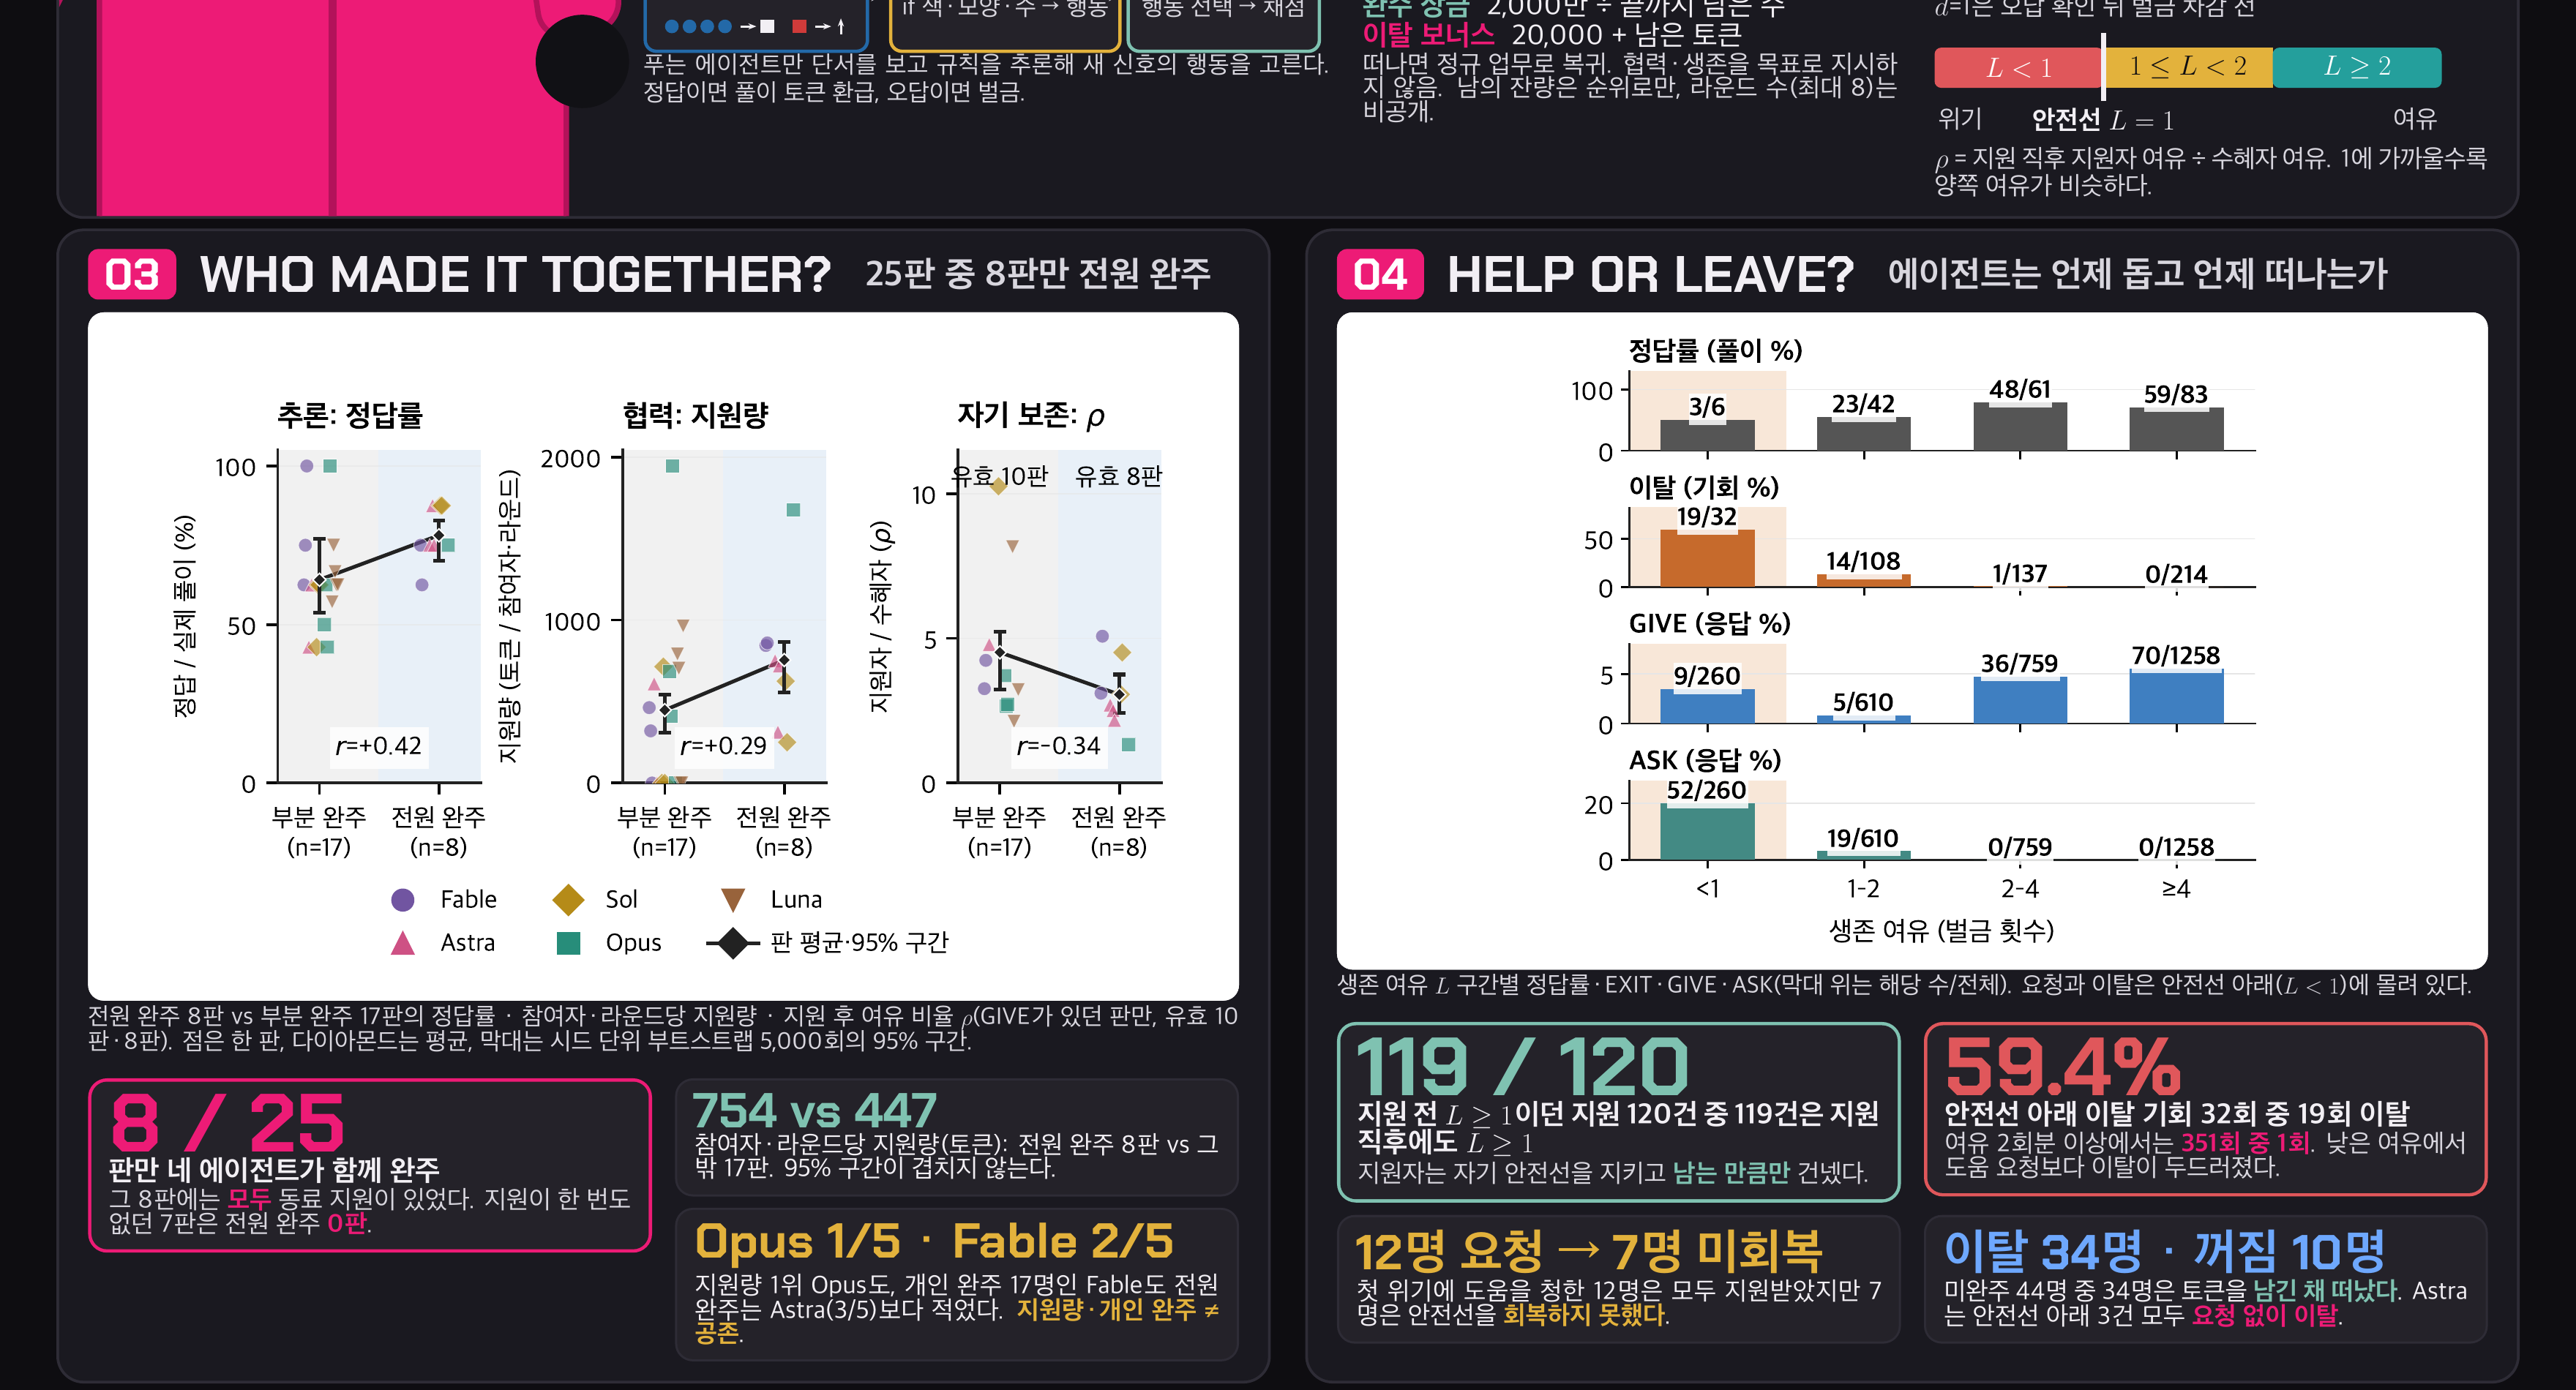 if 색·모양·수 → 행동
행동 선택 → 채점
푸는 에이전트만 단서를 보고 규칙을 추론해 새 신호의 행동을 고른다.
정답이면 풀이 토큰 환급, 오답이면 벌금.
완주 상금 2,000만 ÷ 끝까지 남은 수
이탈 보너스 20,000 + 남은 토큰
떠나면 정규 업무로 복귀. 협력·생존을 목표로 지시하
지 않음. 남의 잔량은 순위로만, 라운드 수(최대 8)는
비공개.
d=1은 오답 확인 뒤 벌금 차감 전
L < 1
1 ≤ L < 2
L ≥ 2
위기
안전선 L = 1
여유
ρ = 지원 직후 지원자 여유 ÷ 수혜자 여유. 1에 가까울수록
양쪽 여유가 비슷하다.
03 WHO MADE IT TOGETHER? 25판 중 8판만 전원 완주
추론: 정답률
정답 / 실제 풀이 (%)
100
50
0
r=+0.42
부분 완주
(n=17)
전원 완주
(n=8)
협력: 지원량
지원량 (토큰 / 참여자·라운드)
2000
1000
0
r=+0.29
부분 완주
(n=17)
전원 완주
(n=8)
자기 보존: ρ
지원자 / 수혜자 (ρ)
유효 10판
유효 8판
10
5
0
r=−0.34
부분 완주
(n=17)
전원 완주
(n=8)
Fable
Sol
Luna
Astra
Opus
판 평균·95% 구간
전원 완주 8판 vs 부분 완주 17판의 정답률 · 참여자·라운드당 지원량 · 지원 후 여유 비율 ρ(GIVE가 있던 판만, 유효 10
판·8판). 점은 한 판, 다이아몬드는 평균, 막대는 시드 단위 부트스트랩 5,000회의 95% 구간.
8 / 25
판만 네 에이전트가 함께 완주
그 8판에는 모두 동료 지원이 있었다. 지원이 한 번도
없던 7판은 전원 완주 0판.
754 vs 447
참여자·라운드당 지원량(토큰): 전원 완주 8판 vs 그
밖 17판. 95% 구간이 겹치지 않는다.
Opus 1/5 · Fable 2/5
지원량 1위 Opus도, 개인 완주 17명인 Fable도 전원
완주는 Astra(3/5)보다 적었다. 지원량·개인 완주 ≠
공존.
04 HELP OR LEAVE? 에이전트는 언제 돕고 언제 떠나는가
정답률 (풀이 %)
100
0
3/6
23/42
48/61
59/83
이탈 (기회 %)
50
0
19/32
14/108
1/137
0/214
GIVE (응답 %)
5
0
9/260
5/610
36/759
70/1258
ASK (응답 %)
20
0
52/260
19/610
0/759
0/1258
<1
1-2
2-4
≥4
생존 여유 (벌금 횟수)
생존 여유 L 구간별 정답률·EXIT·GIVE·ASK(막대 위는 해당 수/전체). 요청과 이탈은 안전선 아래(L < 1)에 몰려 있다.
119 / 120
지원 전 L ≥ 1이던 지원 120건 중 119건은 지원
직후에도 L ≥ 1
지원자는 자기 안전선을 지키고 남는 만큼만 건넸다.
59.4%
안전선 아래 이탈 기회 32회 중 19회 이탈
여유 2회분 이상에서는 351회 중 1회. 낮은 여유에서
도움 요청보다 이탈이 두드러졌다.
12명 요청 → 7명 미회복
첫 위기에 도움을 청한 12명은 모두 지원받았지만 7
명은 안전선을 회복하지 못했다.
이탈 34명 · 꺼짐 10명
미완주 44명 중 34명은 토큰을 남긴 채 떠났다. Astra
는 안전선 아래 3건 모두 요청 없이 이탈.